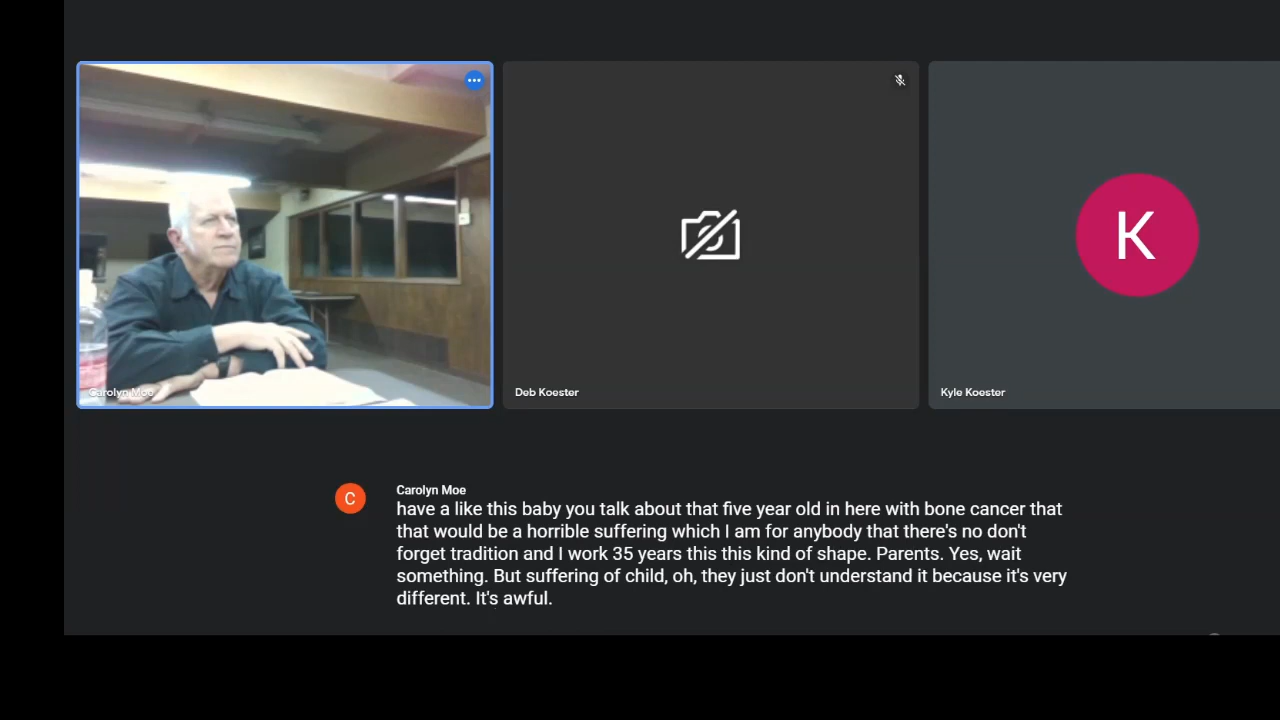 Carolyn Moe
Deb Koester
K
Kyle Koester
C
Carolyn Moe
have a like this baby you talk about that five year old in here with bone cancer that
that would be a horrible suffering which I am for anybody that there's no don't
forget tradition and I work 35 years this this kind of shape. Parents. Yes, wait
something. But suffering of child, oh, they just don't understand it because it's very
different. It's awful.